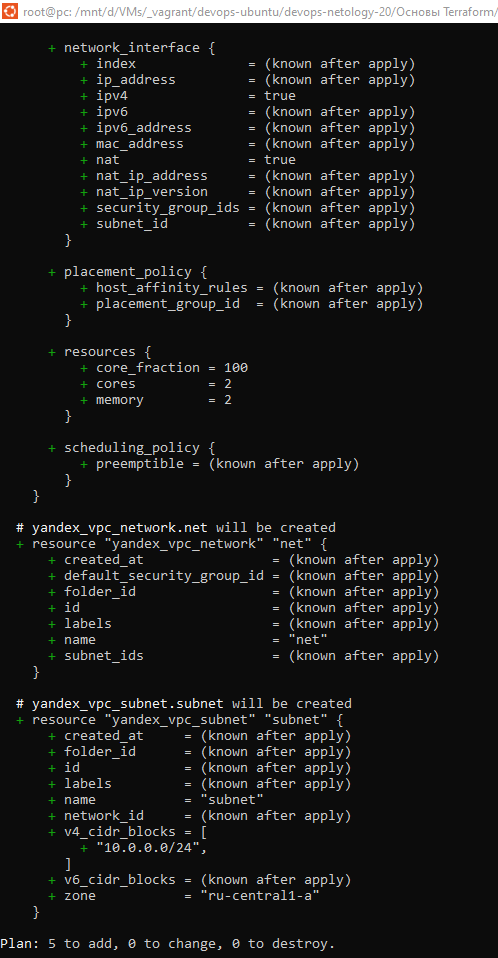 root@pc: /mnt/d/VMs/_vagrant/devops-ubuntu/devops-netology-20/Основы Terraform/
+ network_interface {
+ index = (known after apply)
+ ip_address = (known after apply)
+ ipv4 = true
+ ipv6 = (known after apply)
+ ipv6_address = (known after apply)
+ mac_address = (known after apply)
+ nat = true
+ nat_ip_address = (known after apply)
+ nat_ip_version = (known after apply)
+ security_group_ids = (known after apply)
+ subnet_id = (known after apply)
}
+ placement_policy {
+ host_affinity_rules = (known after apply)
+ placement_group_id = (known after apply)
}
+ resources {
+ core_fraction = 100
+ cores = 2
+ memory = 2
}
+ scheduling_policy {
+ preemptible = (known after apply)
}
}
# yandex_vpc_network.net will be created
+ resource "yandex_vpc_network" "net" {
+ created_at = (known after apply)
+ default_security_group_id = (known after apply)
+ folder_id = (known after apply)
+ id = (known after apply)
+ labels = (known after apply)
+ name = "net"
+ subnet_ids = (known after apply)
}
# yandex_vpc_subnet.subnet will be created
+ resource "yandex_vpc_subnet" "subnet" {
+ created_at = (known after apply)
+ folder_id = (known after apply)
+ id = (known after apply)
+ labels = (known after apply)
+ name = "subnet"
+ network_id = (known after apply)
+ v4_cidr_blocks = [
+ "10.0.0.0/24",
]
+ v6_cidr_blocks = (known after apply)
+ zone = "ru-central1-a"
}
Plan: 5 to add, 0 to change, 0 to destroy.